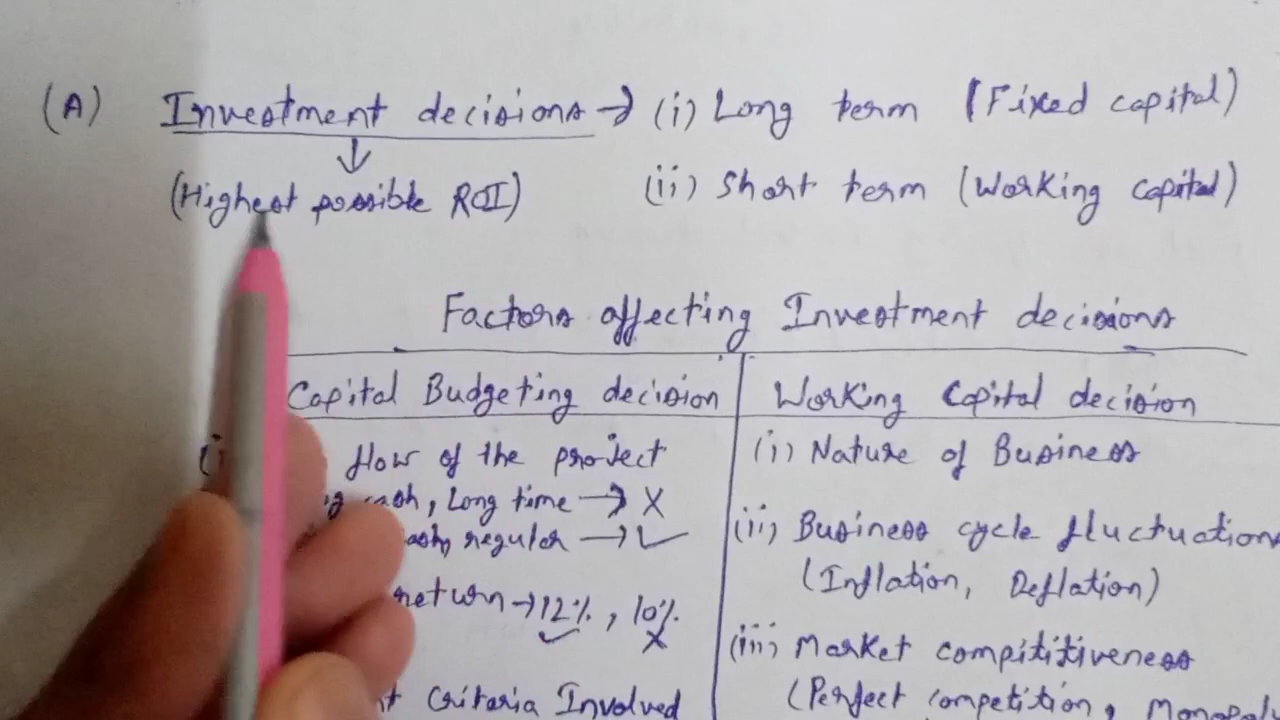 (A) Investment decisions → (i) Long term (Fixed capital)
↓
(Highest possible ROI) (ii) Short term (Working capital)
Factors affecting Investment decisions
Capital Budgeting decision
(i flow of the project
cash, Long time → X
cash, regular → ✓
return → 12% ✓, 10% X
Criteria Involved
Working Capital decision
(i) Nature of Business
(ii) Business cycle fluctuation
(Inflation, Deflation)
(iii) Market compititiveness
(Perfect competition, Monopol